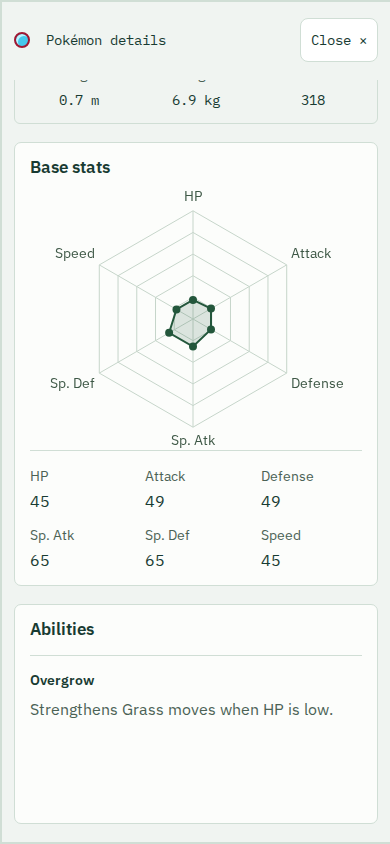 Pokémon details
Close ×
0.7 m 6.9 kg 318
Base stats
HP
Speed Attack
Sp. Def Defense
Sp. Atk
HP Attack Defense
45 49 49
Sp. Atk Sp. Def Speed
65 65 45
Abilities
Overgrow
Strengthens Grass moves when HP is low.